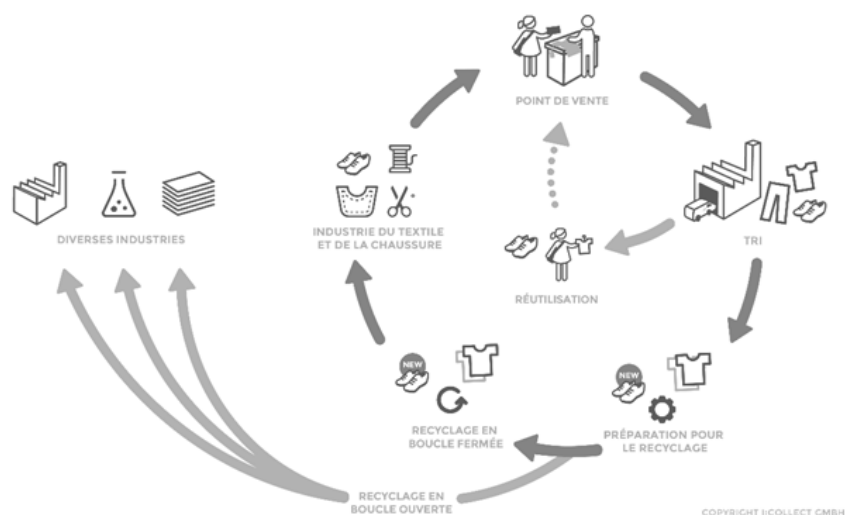 POINT DE VENTE
INDUSTRIE DU TEXTILE
ET DE LA CHAUSSURE
DIVERSES INDUSTRIES
TRI
RÉUTILISATION
NEW
NEW
RECYCLAGE EN
BOUCLE FERMÉE
PRÉPARATION POUR
LE RECYCLAGE
RECYCLAGE EN
BOUCLE OUVERTE
COPYRIGHT I:COLLECT GMBH